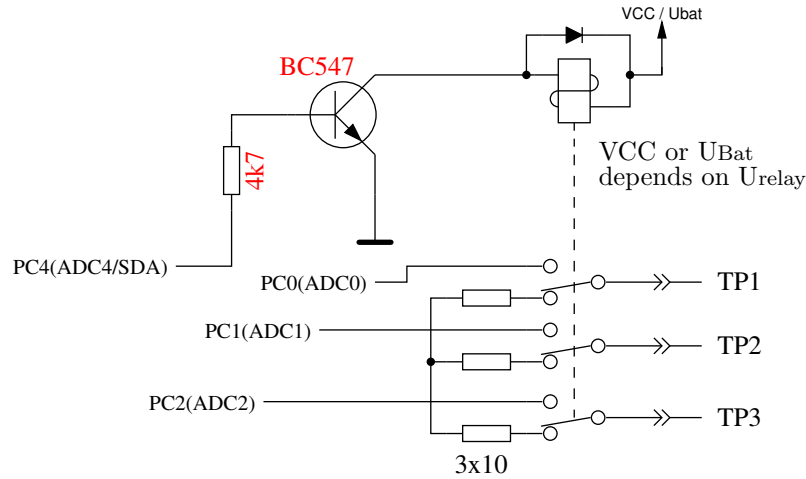 VCC / Ubat
BC547
4k7
VCC or UBat
depends on Urelay
PC4(ADC4/SDA)
PC0(ADC0)
TP1
PC1(ADC1)
TP2
PC2(ADC2)
TP3
3x10